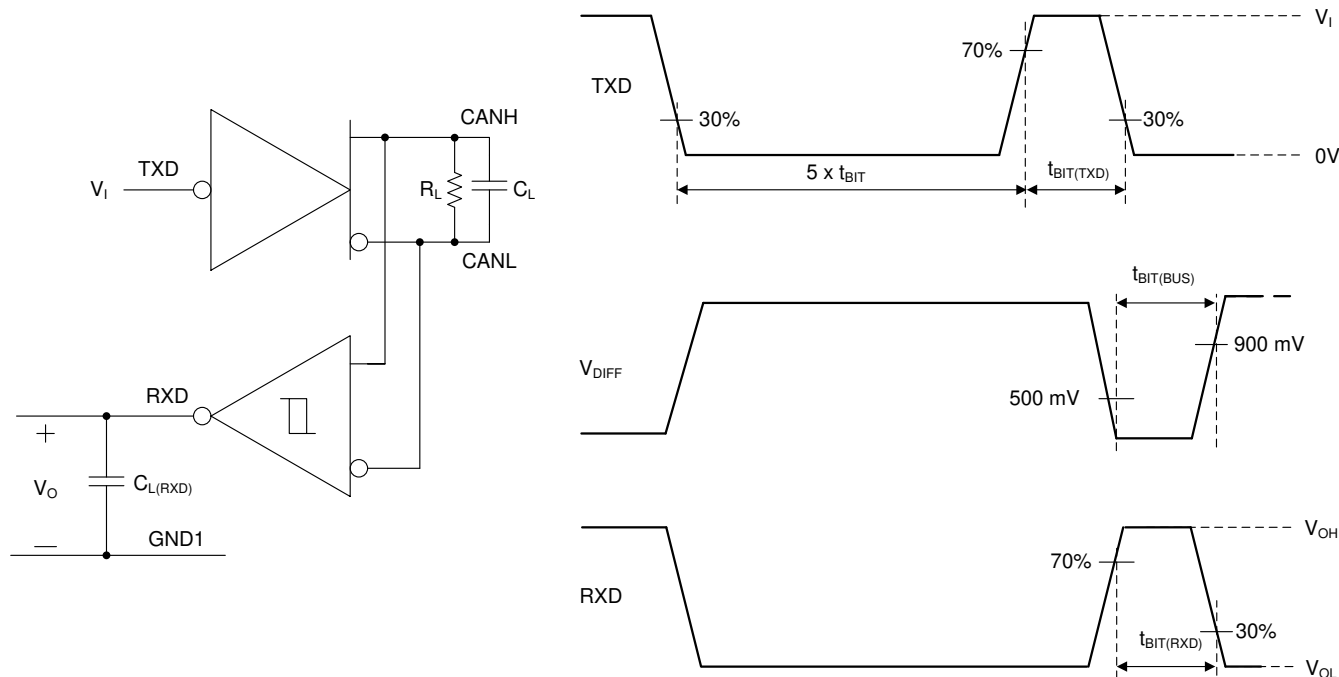 TXD
V_I
CANH
R_L
C_L
CANL
RXD
+
V_O
C_L(RXD)
—
GND1
TXD
30%
70%
30%
V_I
0V
5 x t_BIT
t_BIT(TXD)
V_DIFF
500 mV
t_BIT(BUS)
900 mV
RXD
70%
30%
t_BIT(RXD)
V_OH
V_OL